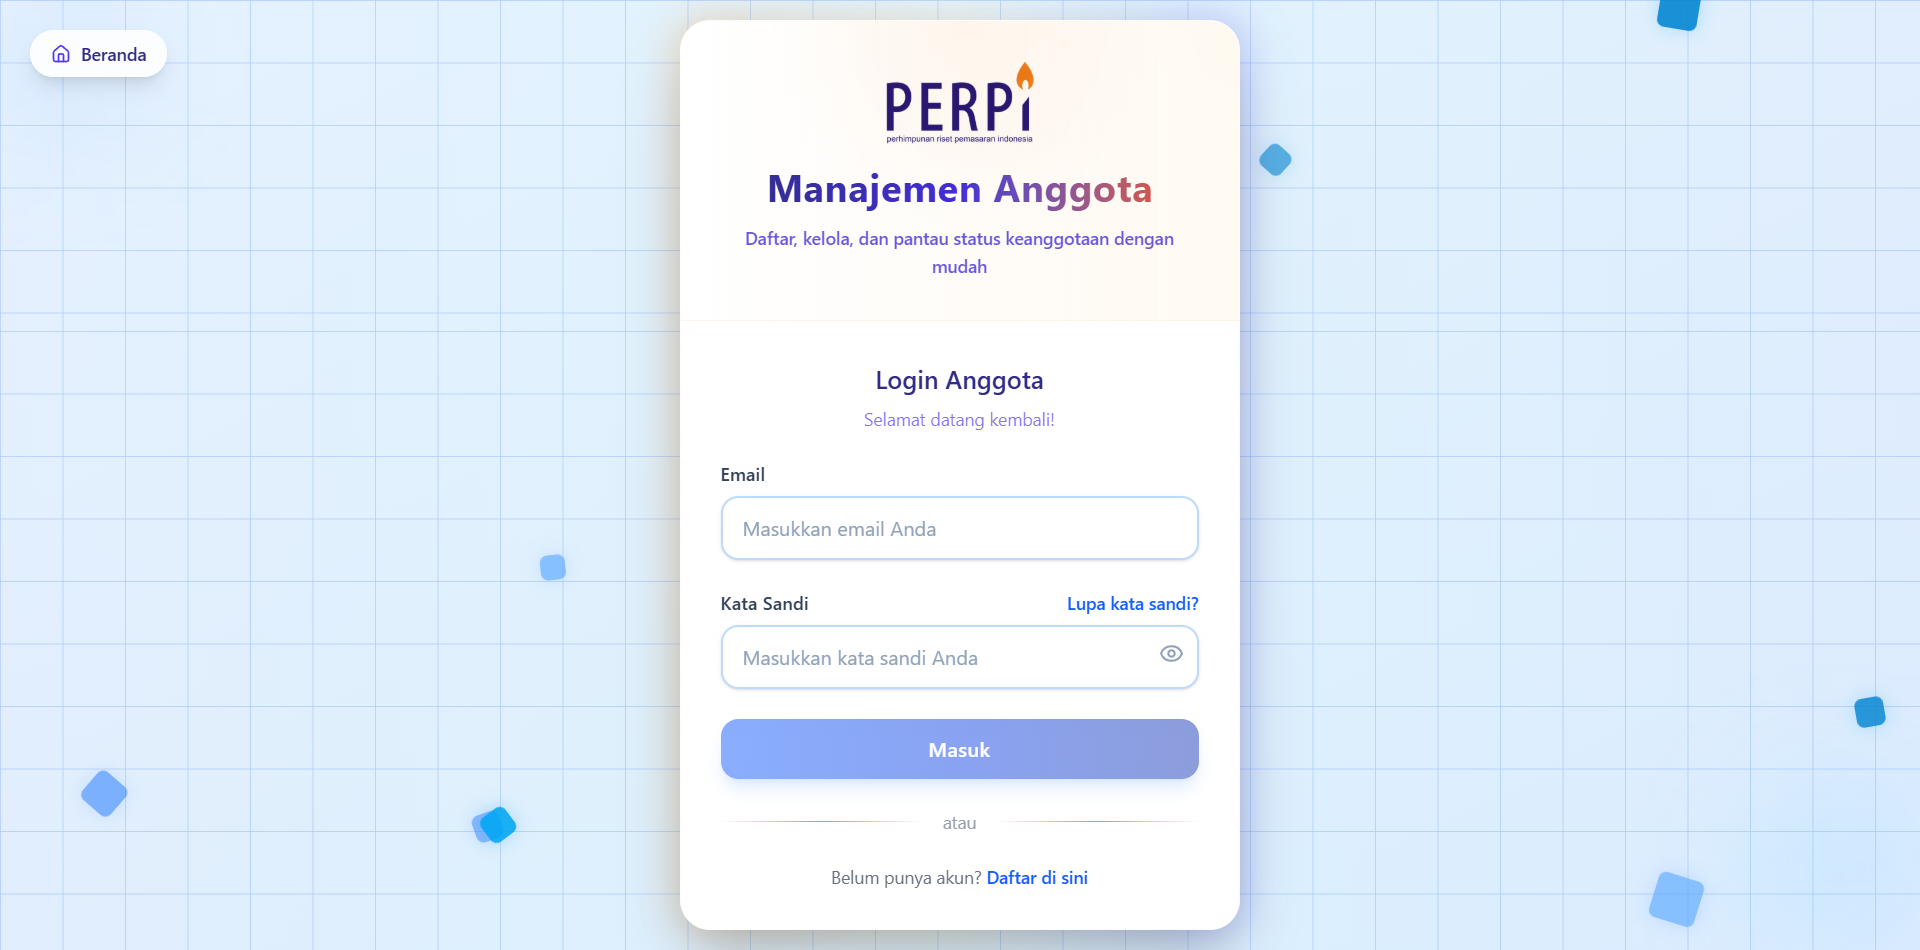 Beranda
PERPi
perhimpunan riset pemasaran indonesia
Manajemen Anggota
Daftar, kelola, dan pantau status keanggotaan dengan
mudah
Login Anggota
Selamat datang kembali!
Email
Masukkan email Anda
Kata Sandi
Lupa kata sandi?
Masukkan kata sandi Anda
Masuk
atau
Belum punya akun? Daftar di sini